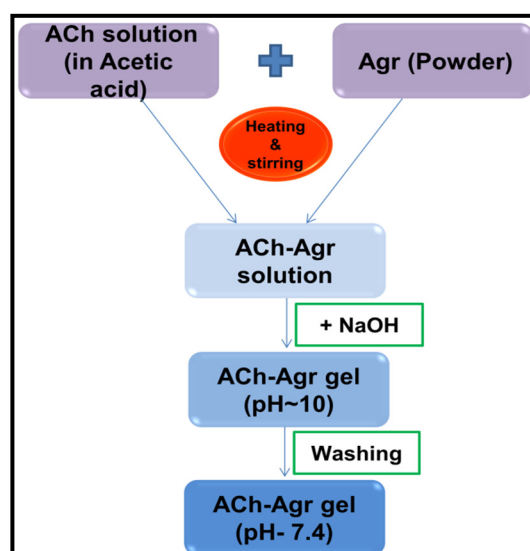 ACh solution
(in Acetic
acid)
Agr (Powder)
Heating
&
stirring
ACh-Agr
solution
+ NaOH
ACh-Agr gel
(pH~10)
Washing
ACh-Agr gel
(pH- 7.4)